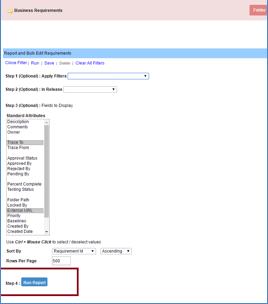 Business Requirements
Folder
Report and Bulk Edit Requirements
Close Filter | Run | Save | Delete | Clear All Filters
Step 1 (Optional) : Apply Filters
Step 2 (Optional) : In Release
Step 3 (Optional) : Fields to Display
Standard Attributes
Description
Comments
Owner
Trace To
Trace From
Approval Status
Approved By
Rejected By
Pending By
Percent Complete
Testing Status
Folder Path
Locked By
External URL
Priority
Baselines
Created By
Created Date
Use Ctrl + Mouse Click to select / deselect values
Sort By Requirement Id Ascending
Rows Per Page 500
Step 4 : Run Report